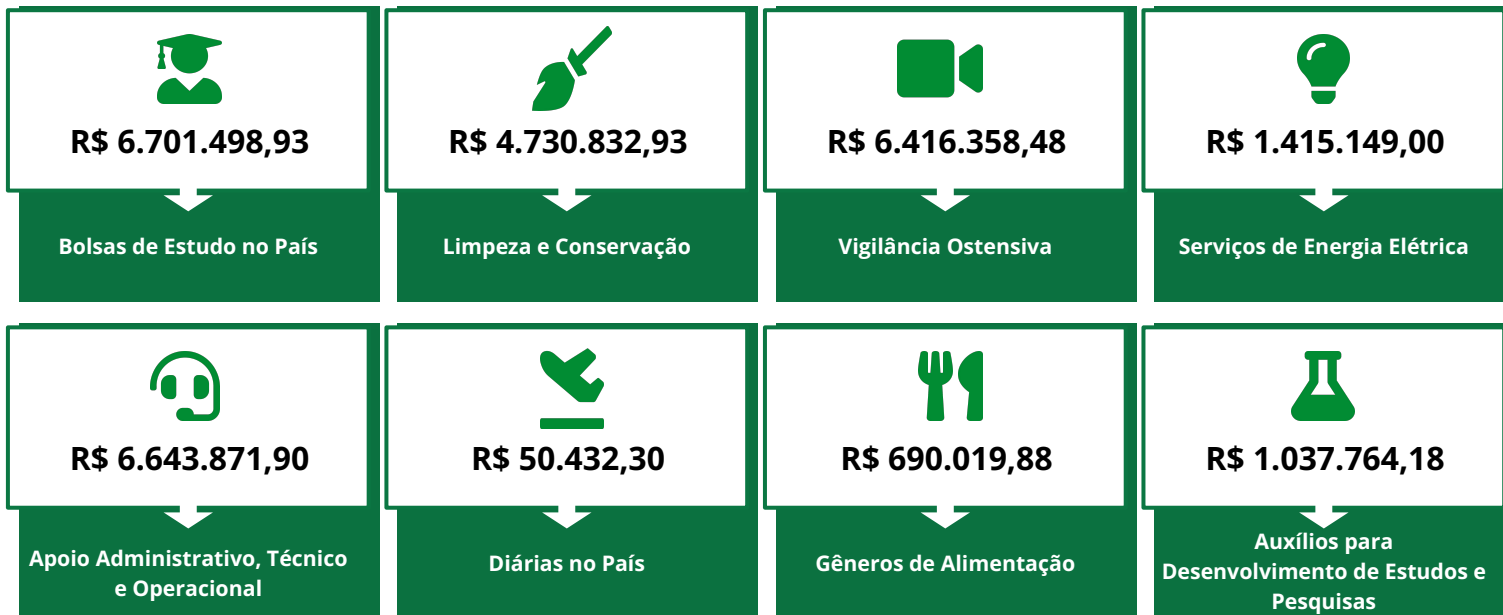 R$ 6.701.498,93
Bolsas de Estudo no País
R$ 4.730.832,93
Limpeza e Conservação
R$ 6.416.358,48
Vigilância Ostensiva
R$ 1.415.149,00
Serviços de Energia Elétrica
R$ 6.643.871,90
Apoio Administrativo, Técnico
e Operacional
R$ 50.432,30
Diárias no País
R$ 690.019,88
Gêneros de Alimentação
R$ 1.037.764,18
Auxílios para
Desenvolvimento de Estudos e
Pesquisas